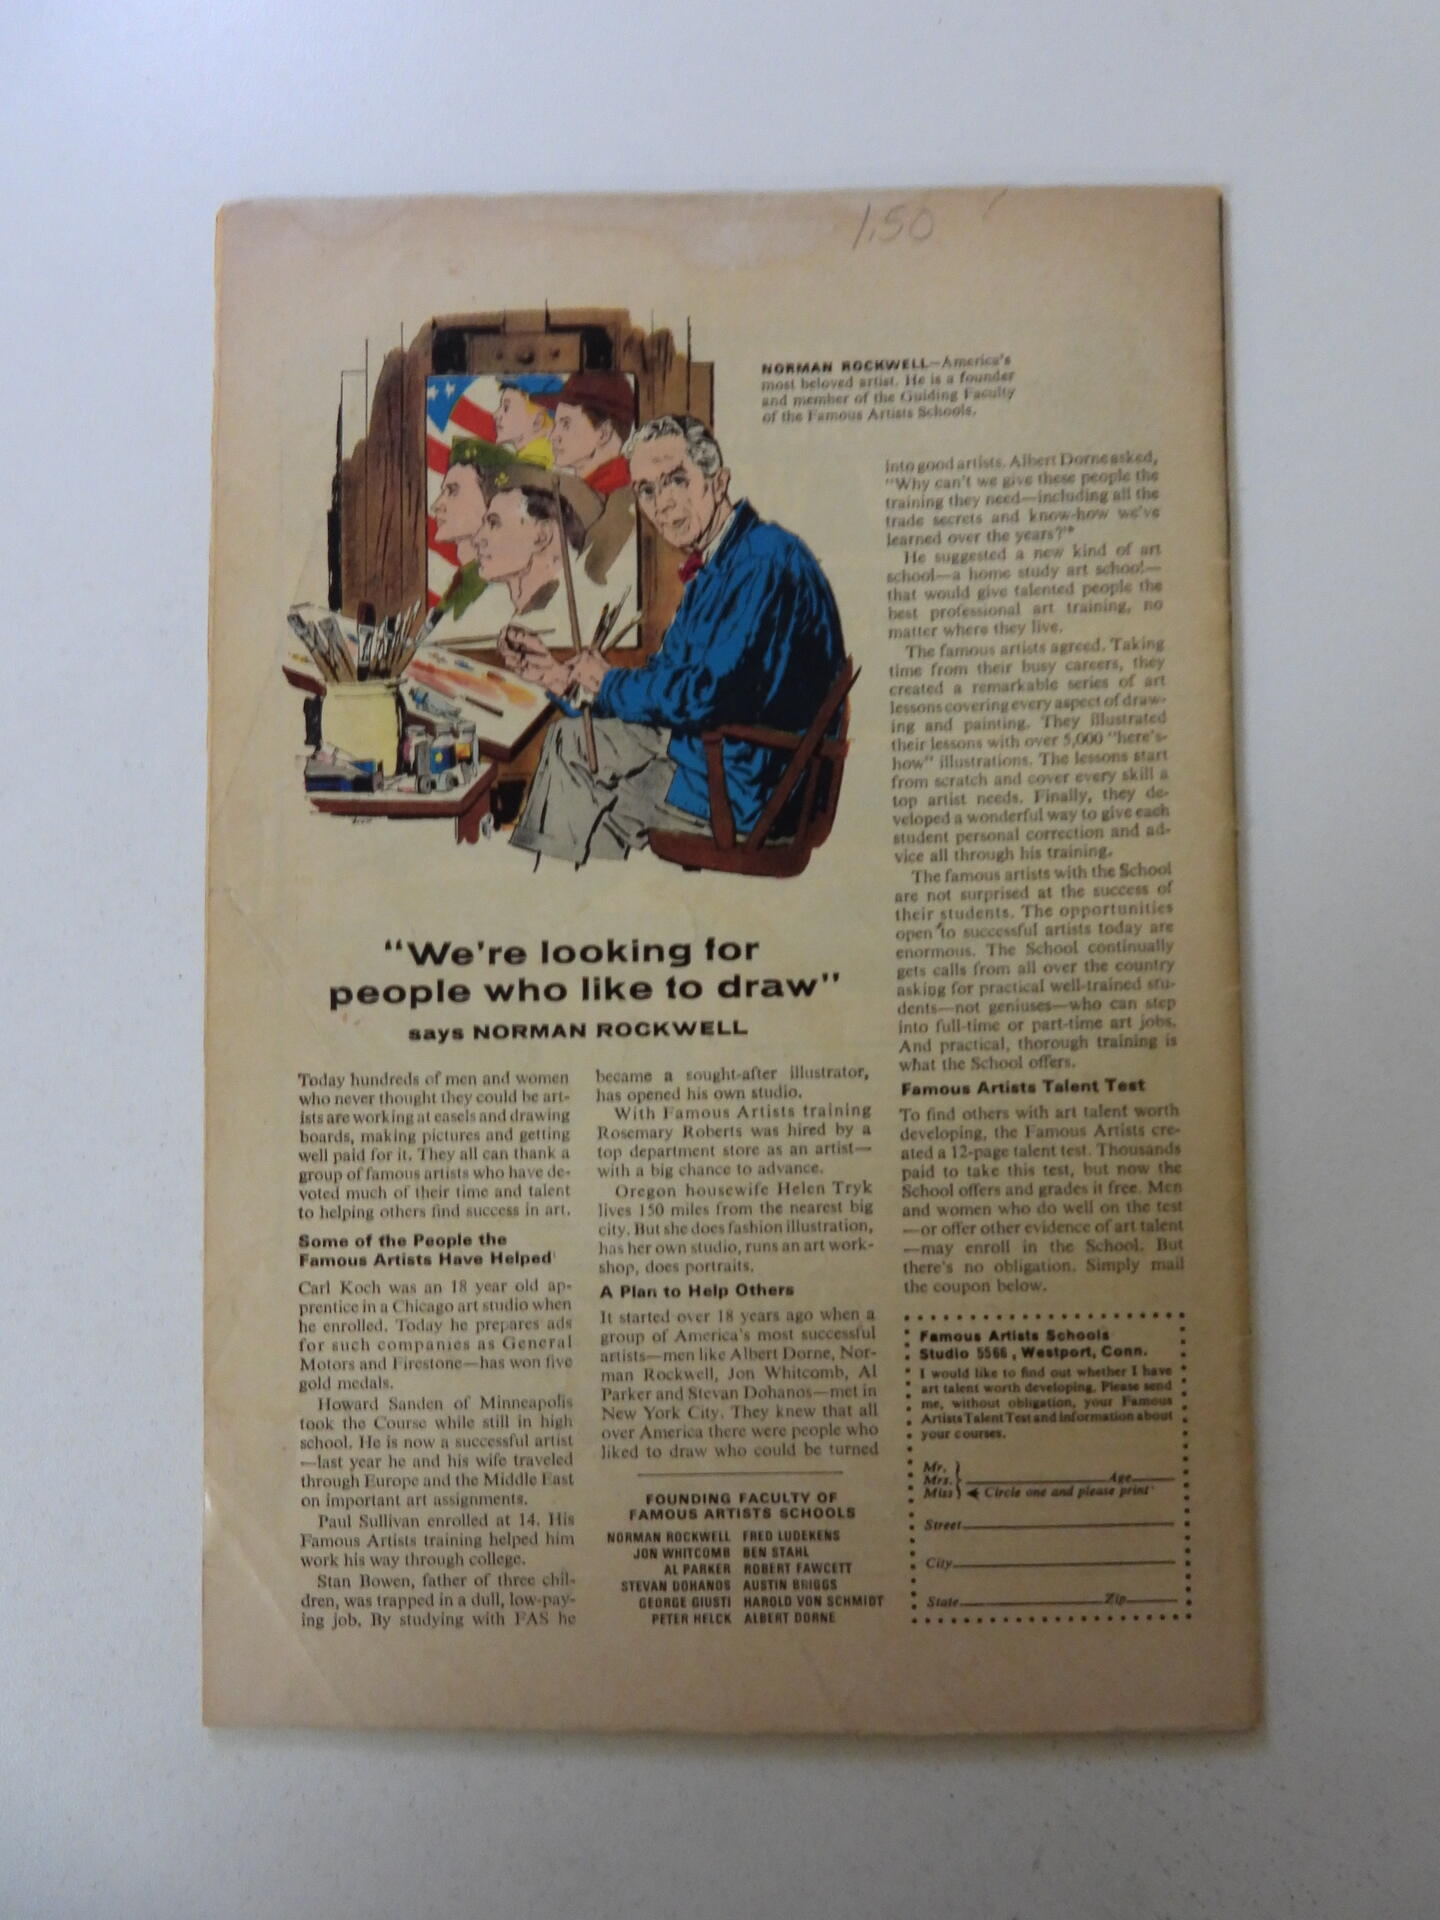 1.50
NORMAN ROCKWELL—America's
most beloved artist. He is a founder
and member of the Guiding Faculty
of the Famous Artists Schools.
"We're looking for
people who like to draw"
says NORMAN ROCKWELL
Today hundreds of men and women
who never thought they could be art-
ists are working at easels and drawing
boards, making pictures and getting
well paid for it. They all can thank a
group of famous artists who have de-
voted much of their time and talent
to helping others find success in art.
Some of the People the
Famous Artists Have Helped
Carl Koch was an 18 year old ap-
prentice in a Chicago art studio when
he enrolled. Today he prepares ads
for such companies as General
Motors and Firestone—has won five
gold medals.
Howard Sanden of Minneapolis
took the Course while still in high
school. He is now a successful artist
—last year he and his wife traveled
through Europe and the Middle East
on important art assignments.
Paul Sullivan enrolled at 14. His
Famous Artists training helped him
work his way through college.
Stan Bowen, father of three chil-
dren, was trapped in a dull, low-pay-
ing job. By studying with FAS he
became a sought-after illustrator,
has opened his own studio.
With Famous Artists training
Rosemary Roberts was hired by a
top department store as an artist—
with a big chance to advance.
Oregon housewife Helen Tryk
lives 150 miles from the nearest big
city. But she does fashion illustration,
has her own studio, runs an art work-
shop, does portraits.
A Plan to Help Others
It started over 18 years ago when a
group of America's most successful
artists—men like Albert Dorne, Nor-
man Rockwell, Jon Whitcomb, Al
Parker and Stevan Dohanos—met in
New York City. They knew that all
over America there were people who
liked to draw who could be turned
into good artists. Albert Dorne asked,
"Why can't we give these people the
training they need—including all the
trade secrets and know-how we've
learned over the years?"
He suggested a new kind of art
school—a home study art school—
that would give talented people the
best professional art training, no
matter where they live.
The famous artists agreed. Taking
time from their busy careers, they
created a remarkable series of art
lessons covering every aspect of draw-
ing and painting. They illustrated
their lessons with over 5,000 "here's-
how" illustrations. The lessons start
from scratch and cover every skill a
top artist needs. Finally, they de-
veloped a wonderful way to give each
student personal correction and ad-
vice all through his training.
The famous artists with the School
are not surprised at the success of
their students. The opportunities
open to successful artists today are
enormous. The School continually
gets calls from all over the country
asking for practical well-trained stu-
dents—not geniuses—who can step
into full-time or part-time art jobs.
And practical, thorough training is
what the School offers.
Famous Artists Talent Test
To find others with art talent worth
developing, the Famous Artists cre-
ated a 12-page talent test. Thousands
paid to take this test, but now the
School offers and grades it free. Men
and women who do well on the test
—or offer other evidence of art talent
—may enroll in the School. But
there's no obligation. Simply mail
the coupon below.
FOUNDING FACULTY OF
FAMOUS ARTISTS SCHOOLS
NORMAN ROCKWELL FRED LUDEKENS
JON WHITCOMB BEN STAHL
AL PARKER ROBERT FAWCETT
STEVAN DOHANOS AUSTIN BRIGGS
GEORGE GIUSTI HAROLD VON SCHMIDT
PETER HELCK ALBERT DORNE
Famous Artists Schools
Studio 5566, Westport, Conn.
I would like to find out whether I have
art talent worth developing. Please send
me, without obligation, your Famous
Artists Talent Test and information about
your courses.
Mr.
Mrs. Age
Miss Circle one and please print
Street
City
State Zip